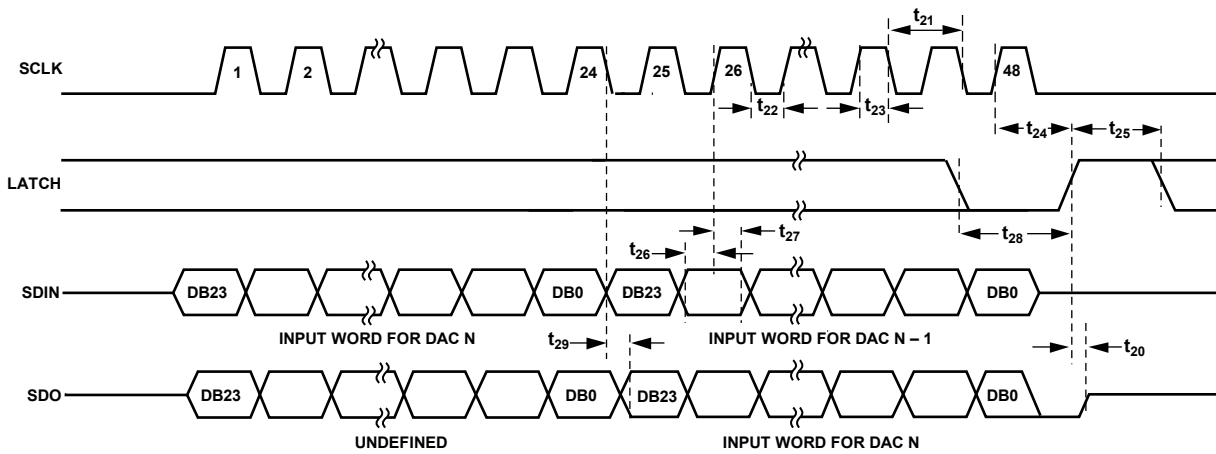 t21
SCLK
1
2
24
25
26
48
t22
t23
t24
t25
LATCH
t27
t28
t26
SDIN
DB23
DB0
DB23
DB0
INPUT WORD FOR DAC N
INPUT WORD FOR DAC N – 1
t29
t20
SDO
DB23
DB0
DB23
DB0
UNDEFINED
INPUT WORD FOR DAC N